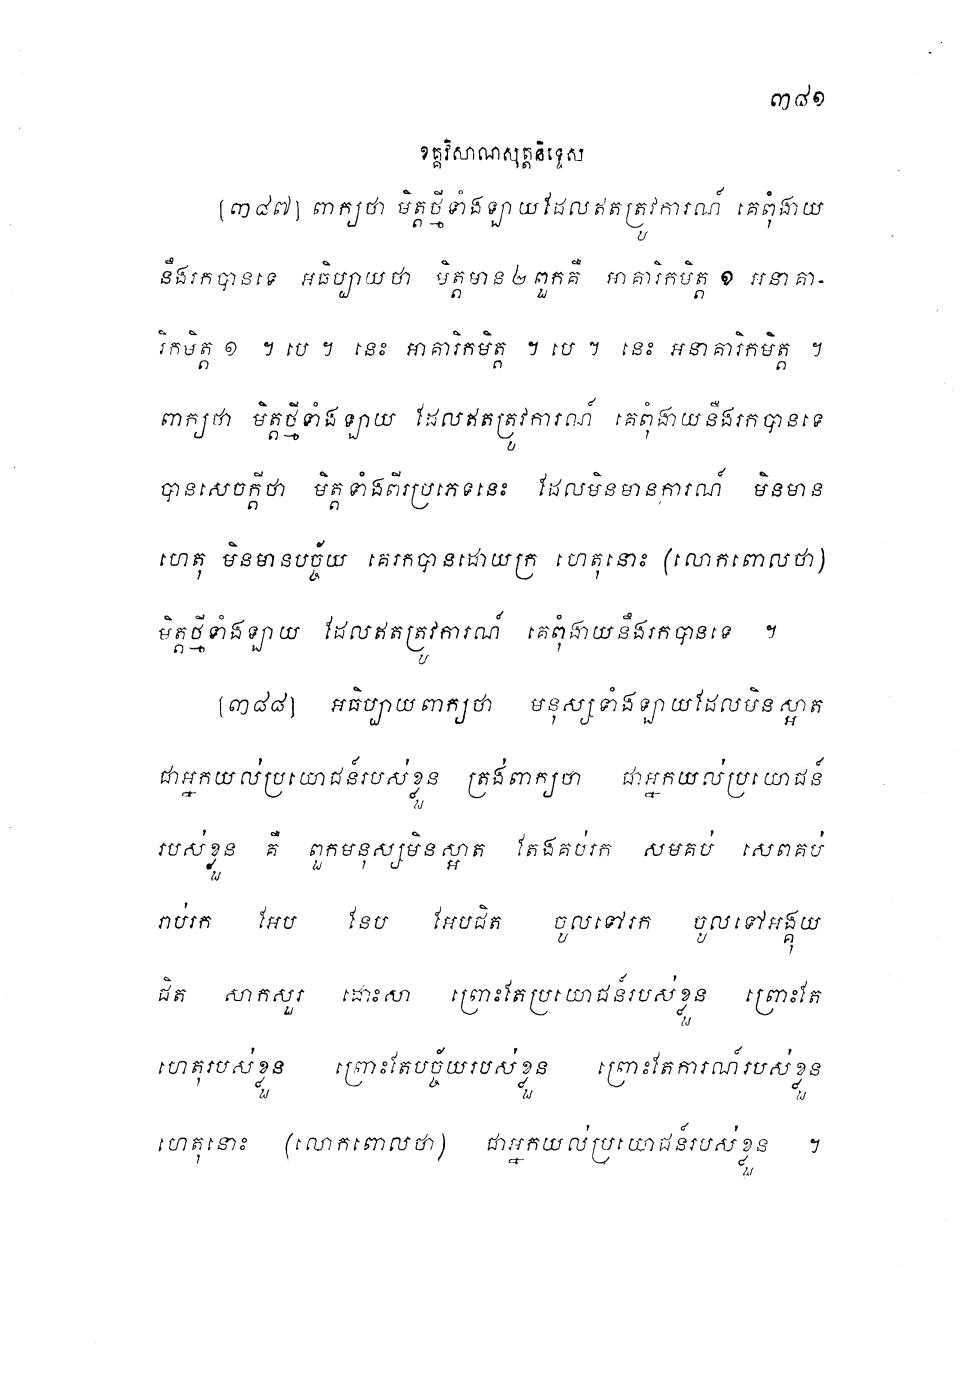 ៣៨១
ខគ្គវិសាណសុត្តនិទ្ទេស
[៣៨៧] ពាក្យថា មិត្តថ្មីទាំងឡាយដែលឥតត្រូវការណ៍ គេពុំងាយ
នឹងរកបានទេ អធិប្បាយថា មិត្តមាន ២ ពួកគឺ អាគារិកមិត្ត ១ អនាគា-
រិកមិត្ត ១ ។ បេ ។ នេះ អាគារិកមិត្ត ។ បេ ។ នេះ អនាគារិកមិត្ត ។
ពាក្យថា មិត្តថ្មីទាំងឡាយ ដែលឥតត្រូវការណ៍ គេពុំងាយនឹងរកបានទេ
បានសេចក្តីថា មិត្តទាំងពីរប្រភេទនេះ ដែលមិនមានការណ៍ មិនមាន
ហេតុ មិនមានបច្ច័យ គេរកបានដោយក្រ ហេតុនោះ (លោកពោលថា)
មិត្តថ្មីទាំងឡាយ ដែលឥតត្រូវការណ៍ គេពុំងាយនឹងរកបានទេ ។
[៣៨៨] អធិប្បាយពាក្យថា មនុស្សទាំងឡាយដែលមិនស្អាត
ជាអ្នកយល់ប្រយោជន៍របស់ខ្លួន ត្រង់ពាក្យថា ជាអ្នកយល់ប្រយោជន៍
របស់ខ្លួន គឺ ពួកមនុស្សមិនស្អាត តែងគប់រក សមគប់ សេពគប់
រាប់រក អែប នែប អែបជិត ចូលទៅរក ចូលទៅអង្គុយ
ជិត សាកសួរ ដោះសា ព្រោះតែប្រយោជន៍របស់ខ្លួន ព្រោះតែ
ហេតុរបស់ខ្លួន ព្រោះតែបច្ច័យរបស់ខ្លួន ព្រោះតែការណ៍របស់ខ្លួន
ហេតុនោះ (លោកពោលថា) ជាអ្នកយល់ប្រយោជន៍របស់ខ្លួន ។